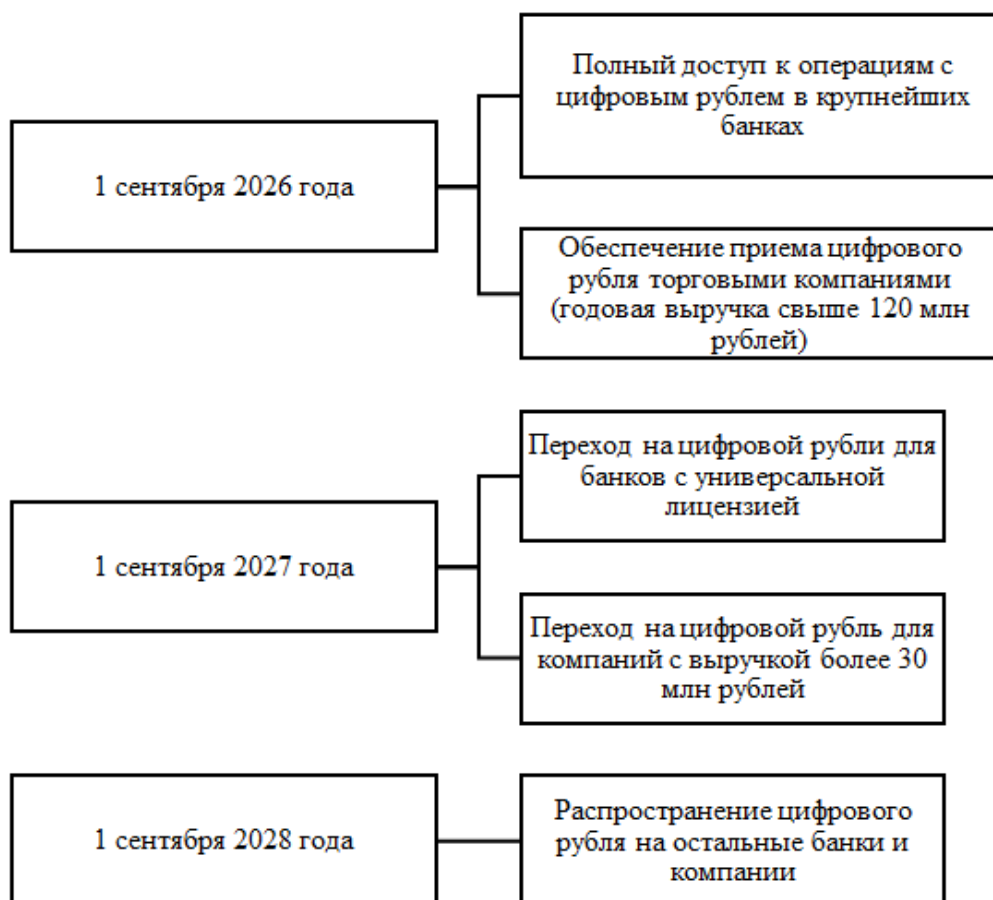 1 сентября 2026 года
Полный доступ к операциям с
цифровым рублем в крупнейших
банках
Обеспечение приема цифрового
рубля торговыми компаниями
(годовая выручка свыше 120 млн
рублей)
1 сентября 2027 года
Переход на цифровой рубли для
банков с универсальной
лицензией
Переход на цифровой рубль для
компаний с выручкой более 30
млн рублей
1 сентября 2028 года
Распространение цифрового
рубля на остальные банки и
компании